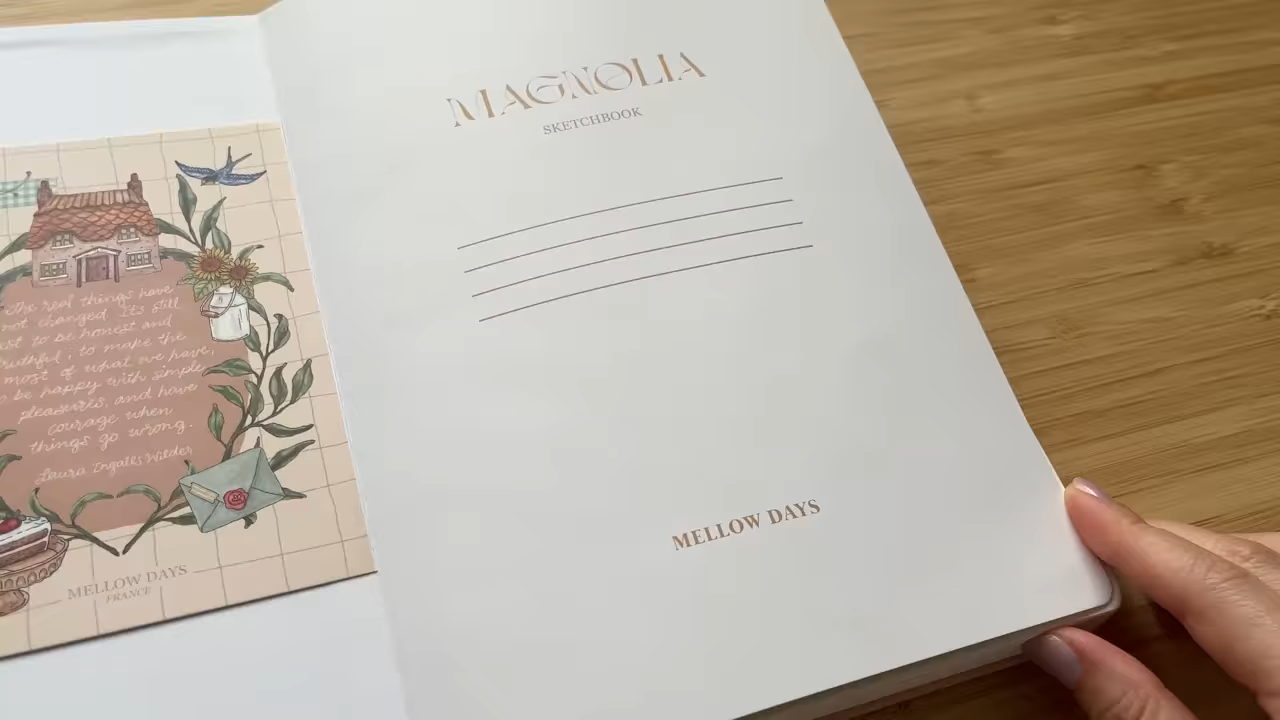 The real things have
not changed. It's still
est to be honest and
ruthful; to make the
most of what we have;
o be happy with simple
pleasures, and have
courage when
things go wrong.
Laura Ingalls Wilder
MELLOW DAYS
FRANCE
MAGNOLIA
SKETCHBOOK
MELLOW DAYS